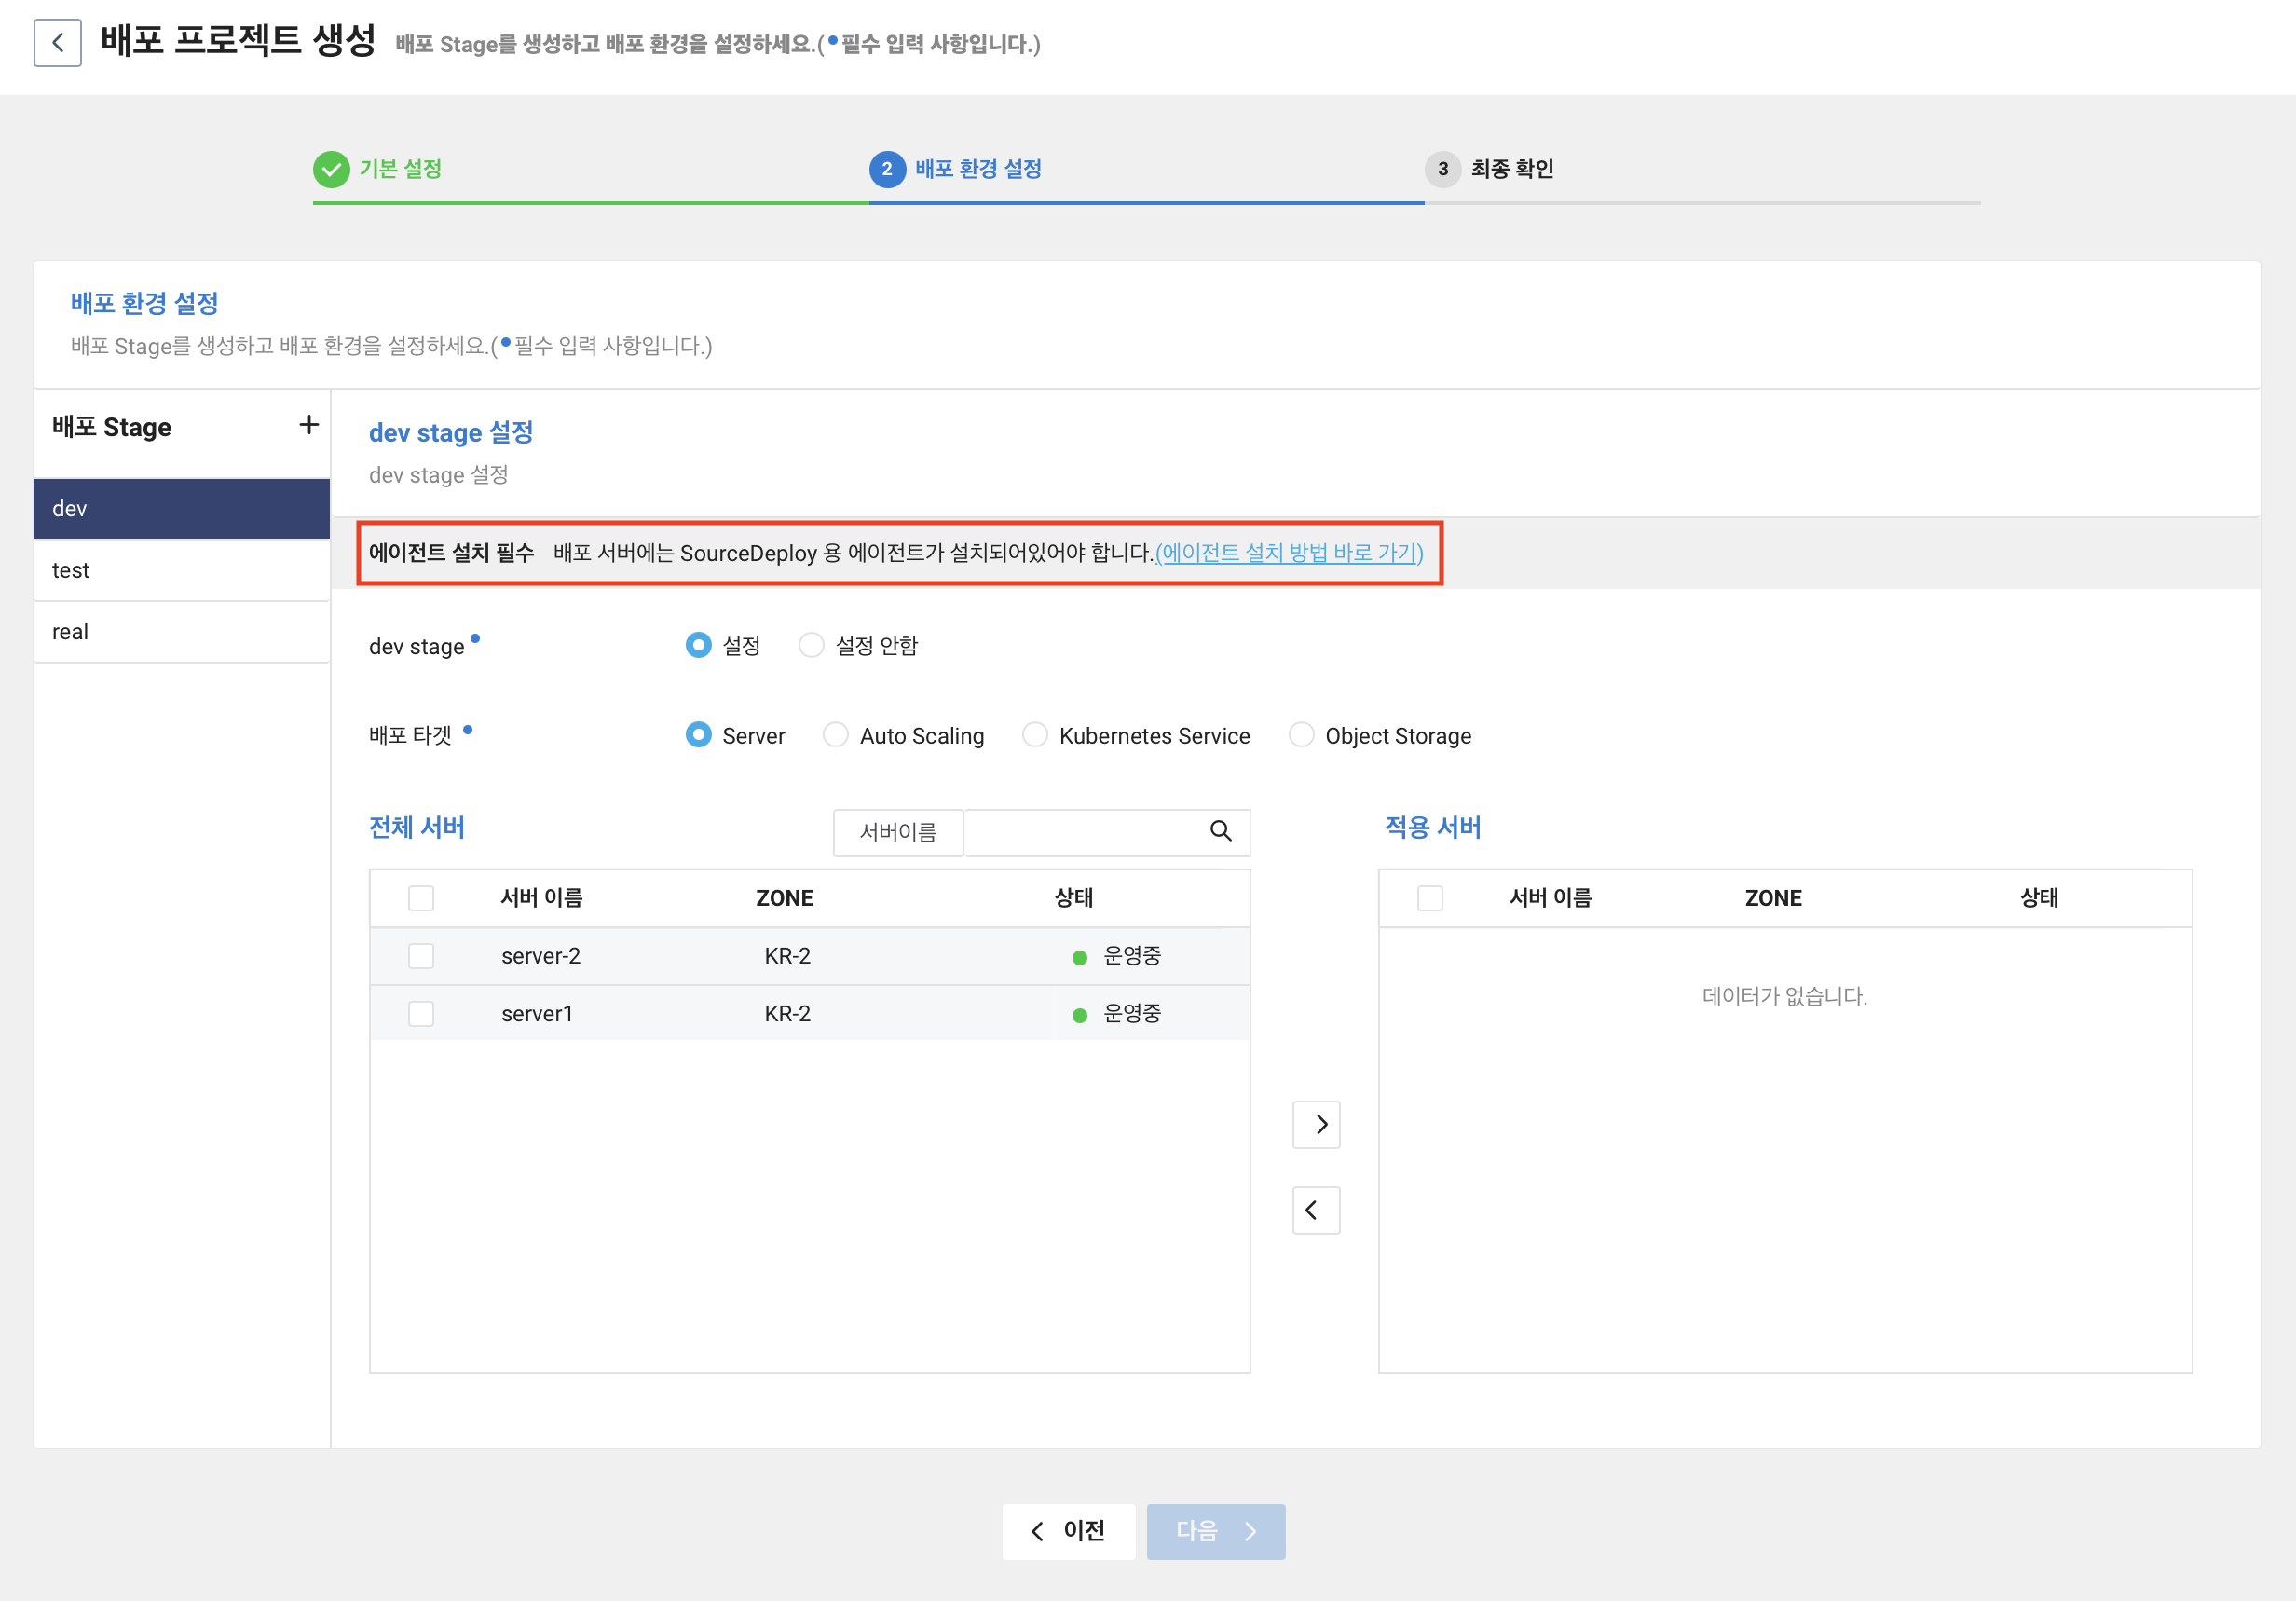 배포 프로젝트 생성 배포 Stage를 생성하고 배포 환경을 설정하세요.(•필수 입력 사항입니다.)
기본 설정 2 배포 환경 설정 3 최종 확인
배포 환경 설정
배포 Stage를 생성하고 배포 환경을 설정하세요.(•필수 입력 사항입니다.)
배포 Stage +
dev
test
real
dev stage 설정
dev stage 설정
에이전트 설치 필수 배포 서버에는 SourceDeploy 용 에이전트가 설치되어있어야 합니다.(에이전트 설치 방법 바로 가기)
dev stage • 설정 설정 안함
배포 타겟 • Server Auto Scaling Kubernetes Service Object Storage
전체 서버 서버이름
서버 이름 ZONE 상태
server-2 KR-2 운영중
server1 KR-2 운영중
적용 서버
서버 이름 ZONE 상태
데이터가 없습니다.
이전 다음